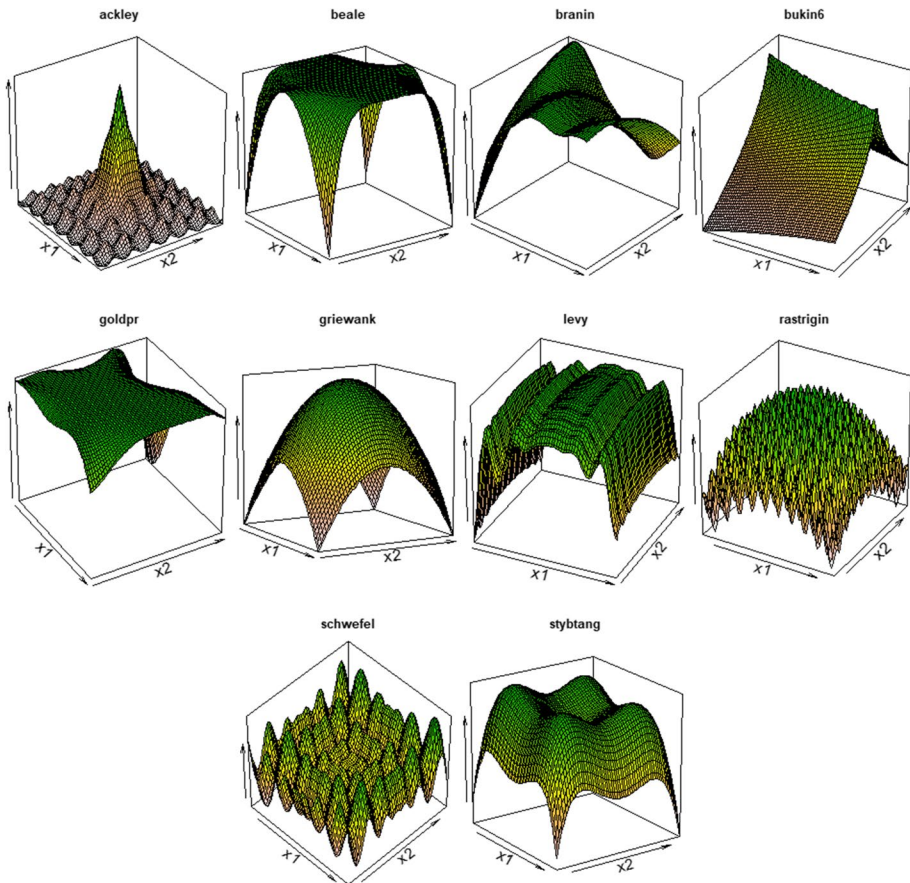 ackley beale branin bukin6
x1 x2 x1 x2 x1 x2 x1 x2
goldpr griewank levy rastrigin
x1 x2 x1 x2 x1 x2 x1 x2
schwefel stybtang
x1 x2 x1 x2